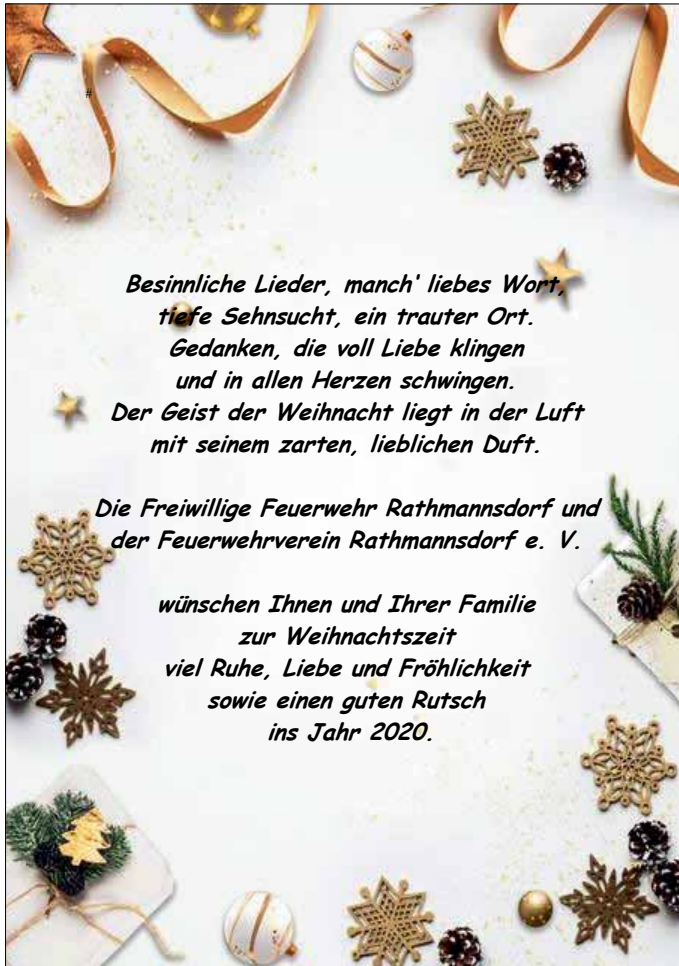 #
Besinnliche Lieder, manch' liebes Wort,
tiefe Sehnsucht, ein trauter Ort.
Gedanken, die voll Liebe klingen
und in allen Herzen schwingen.
Der Geist der Weihnacht liegt in der Luft
mit seinem zarten, lieblichen Duft.
Die Freiwillige Feuerwehr Rathmannsdorf und
der Feuerwehrverein Rathmannsdorf e. V.
wünschen Ihnen und Ihrer Familie
zur Weihnachtszeit
viel Ruhe, Liebe und Fröhlichkeit
sowie einen guten Rutsch
ins Jahr 2020.